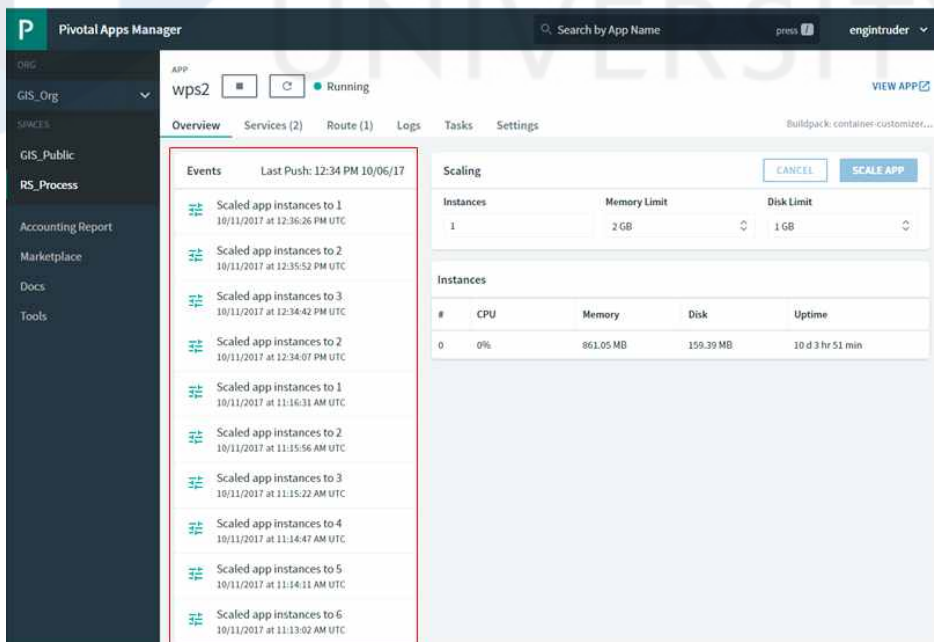 UNIVERSITY
P Pivotal Apps Manager
Search by App Name press /
engintruder
ORG
GIS_Org
SPACES
GIS_Public
RS_Process
Accounting Report
Marketplace
Docs
Tools
APP
wps2 Running
VIEW APP
Overview Services (2) Route (1) Logs Tasks Settings
Buildpack: container-customizer...
Events Last Push: 12:34 PM 10/06/17
Scaled app instances to 1
10/11/2017 at 12:36:26 PM UTC
Scaled app instances to 2
10/11/2017 at 12:35:52 PM UTC
Scaled app instances to 3
10/11/2017 at 12:34:42 PM UTC
Scaled app instances to 2
10/11/2017 at 12:34:07 PM UTC
Scaled app instances to 1
10/11/2017 at 11:16:31 AM UTC
Scaled app instances to 2
10/11/2017 at 11:15:56 AM UTC
Scaled app instances to 3
10/11/2017 at 11:15:22 AM UTC
Scaled app instances to 4
10/11/2017 at 11:14:47 AM UTC
Scaled app instances to 5
10/11/2017 at 11:14:11 AM UTC
Scaled app instances to 6
10/11/2017 at 11:13:02 AM UTC
Scaling CANCEL SCALE APP
Instances Memory Limit Disk Limit
1 2 GB 1 GB
Instances
# CPU Memory Disk Uptime
0 0% 861.05 MB 159.39 MB 10 d 3 hr 51 min